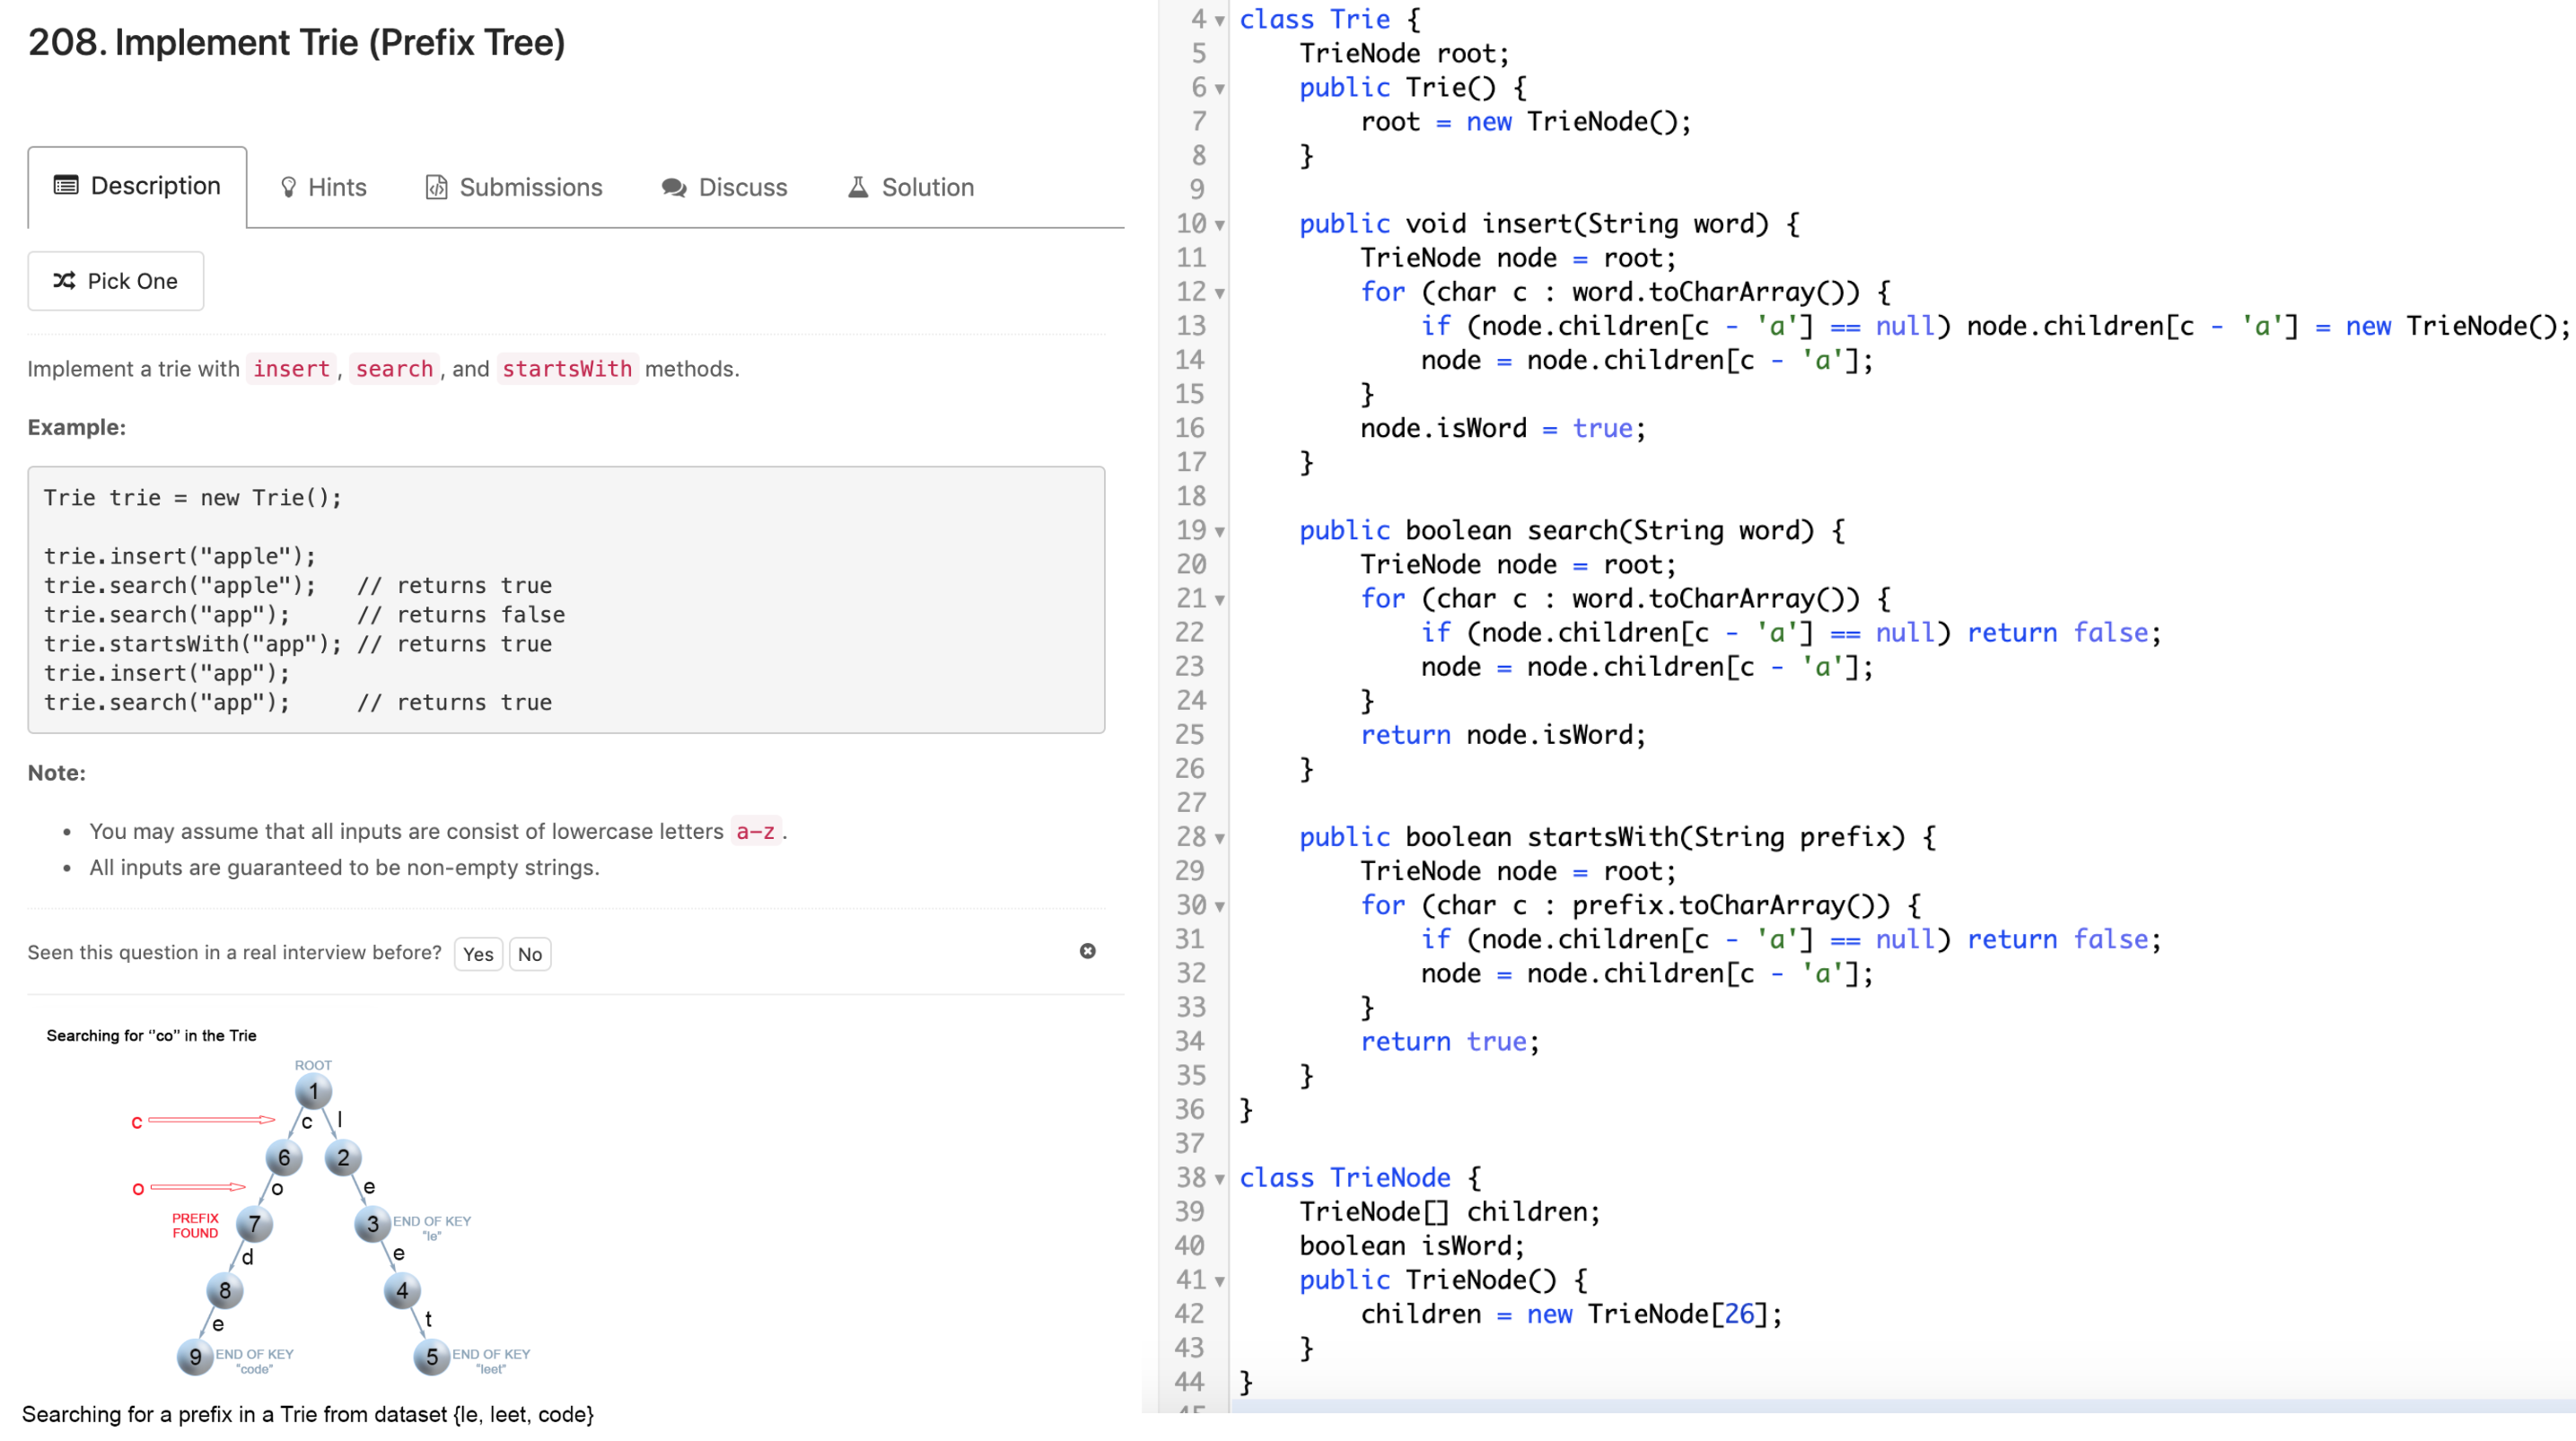 208. Implement Trie (Prefix Tree)
Description
Hints
Submissions
Discuss
Solution
Pick One
Implement a trie with insert, search, and startsWith methods.
Example:
Trie trie = new Trie();
trie.insert("apple");
trie.search("apple");   // returns true
trie.search("app");     // returns false
trie.startsWith("app"); // returns true
trie.insert("app");
trie.search("app");     // returns true
Note:
• You may assume that all inputs are consist of lowercase letters a-z.
• All inputs are guaranteed to be non-empty strings.
Seen this question in a real interview before? Yes No
Searching for "co" in the Trie
ROOT
1
c c l
6 2
o o e
PREFIX FOUND 7 3 END OF KEY "le"
d e
8 4
e t
9 END OF KEY "code" 5 END OF KEY "leet"
Searching for a prefix in a Trie from dataset {le, leet, code}
4 class Trie {
5     TrieNode root;
6     public Trie() {
7         root = new TrieNode();
8     }
9
10     public void insert(String word) {
11         TrieNode node = root;
12         for (char c : word.toCharArray()) {
13             if (node.children[c - 'a'] == null) node.children[c - 'a'] = new TrieNode();
14             node = node.children[c - 'a'];
15         }
16         node.isWord = true;
17     }
18
19     public boolean search(String word) {
20         TrieNode node = root;
21         for (char c : word.toCharArray()) {
22             if (node.children[c - 'a'] == null) return false;
23             node = node.children[c - 'a'];
24         }
25         return node.isWord;
26     }
27
28     public boolean startsWith(String prefix) {
29         TrieNode node = root;
30         for (char c : prefix.toCharArray()) {
31             if (node.children[c - 'a'] == null) return false;
32             node = node.children[c - 'a'];
33         }
34         return true;
35     }
36 }
37
38 class TrieNode {
39     TrieNode[] children;
40     boolean isWord;
41     public TrieNode() {
42         children = new TrieNode[26];
43     }
44 }